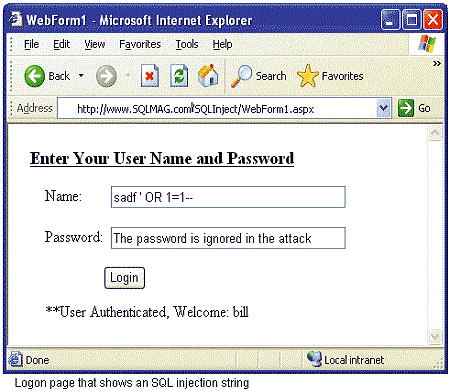 WebForm1 - Microsoft Internet Explorer
File Edit View Favorites Tools Help
Back Search Favorites
Address http://www.SQLMAG.com/SQLInject/WebForm1.aspx Go
Enter Your User Name and Password
Name: sadf ' OR 1=1--
Password: The password is ignored in the attack
Login
**User Authenticated, Welcome: bill
Done Local intranet
Logon page that shows an SQL injection string